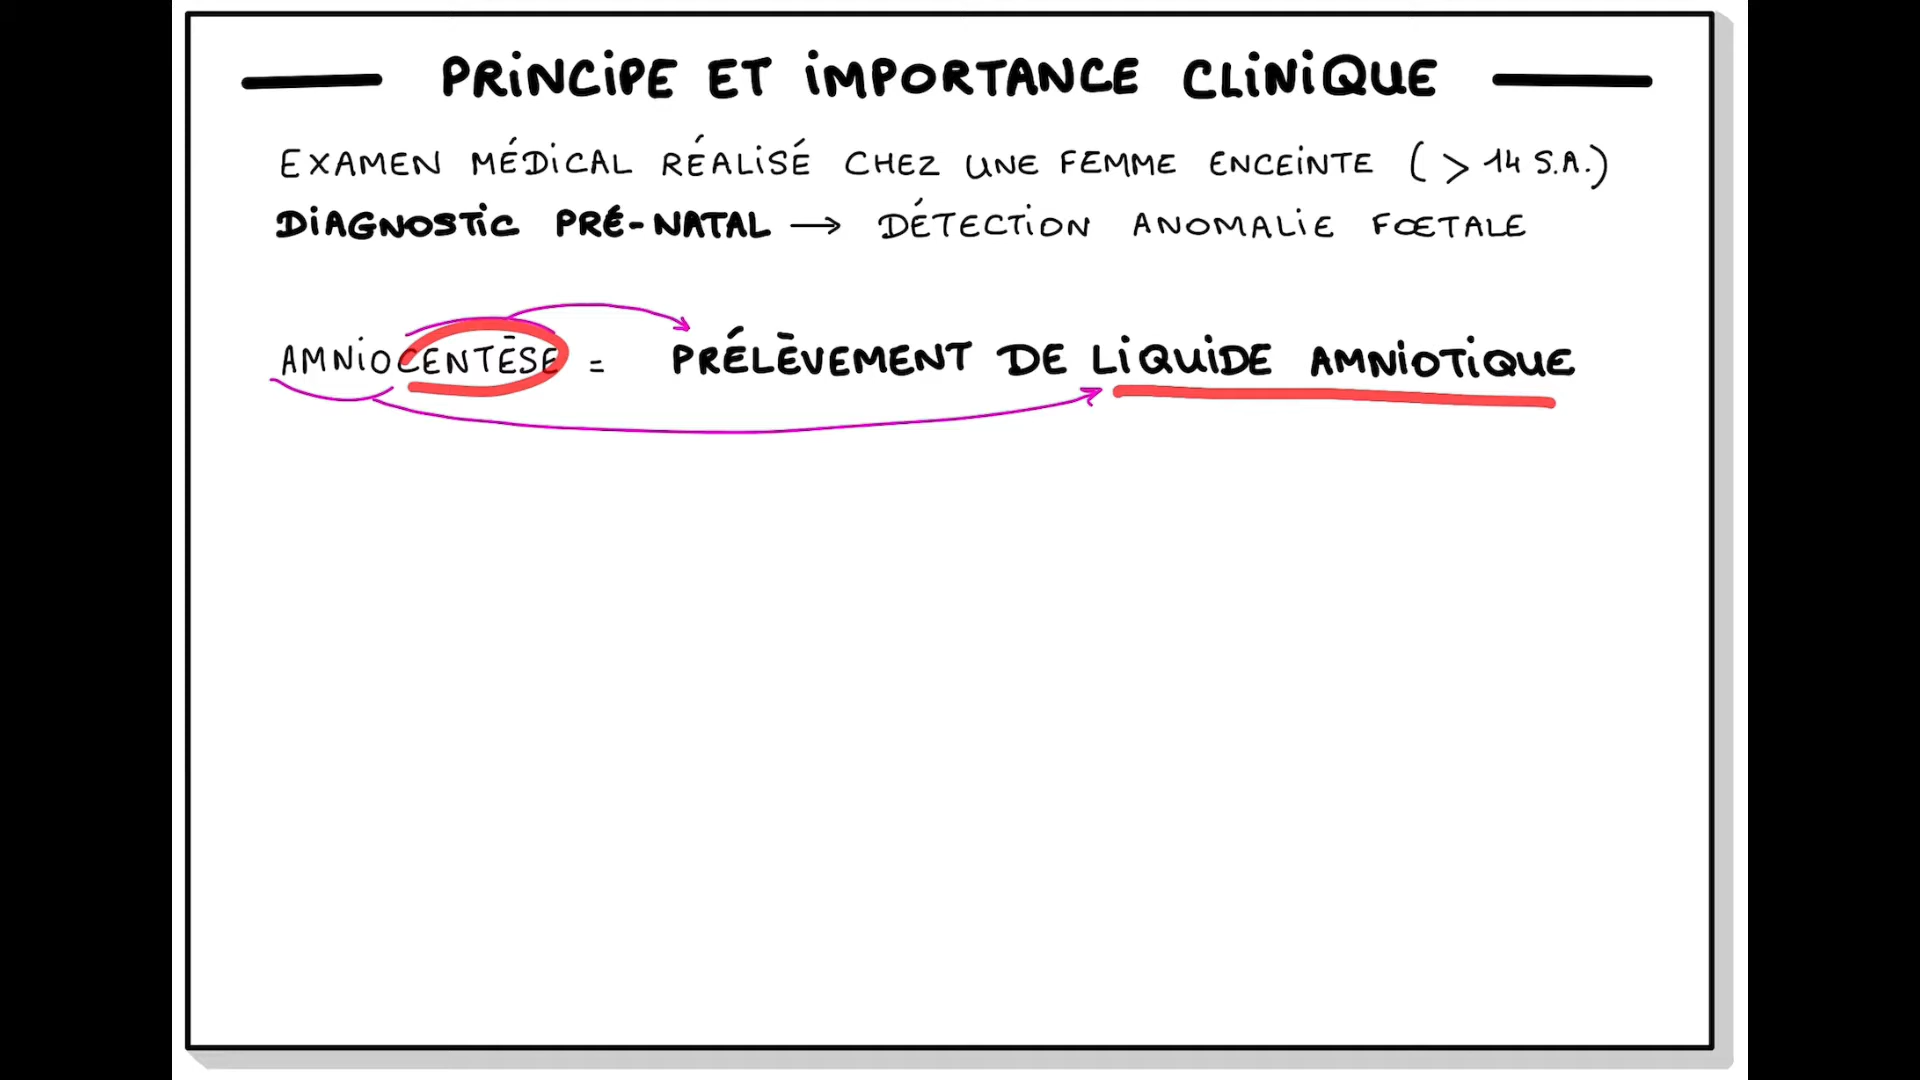 PRINCIPE ET IMPORTANCE CLINIQUE
EXAMEN MÉDICAL RÉALISÉ CHEZ UNE FEMME ENCEINTE ( > 14 S.A.)
DIAGNOSTIC PRÉ-NATAL → DÉTECTION ANOMALIE FŒTALE
AMNIOCENTÈSE = PRÉLÈVEMENT DE LIQUIDE AMNIOTIQUE